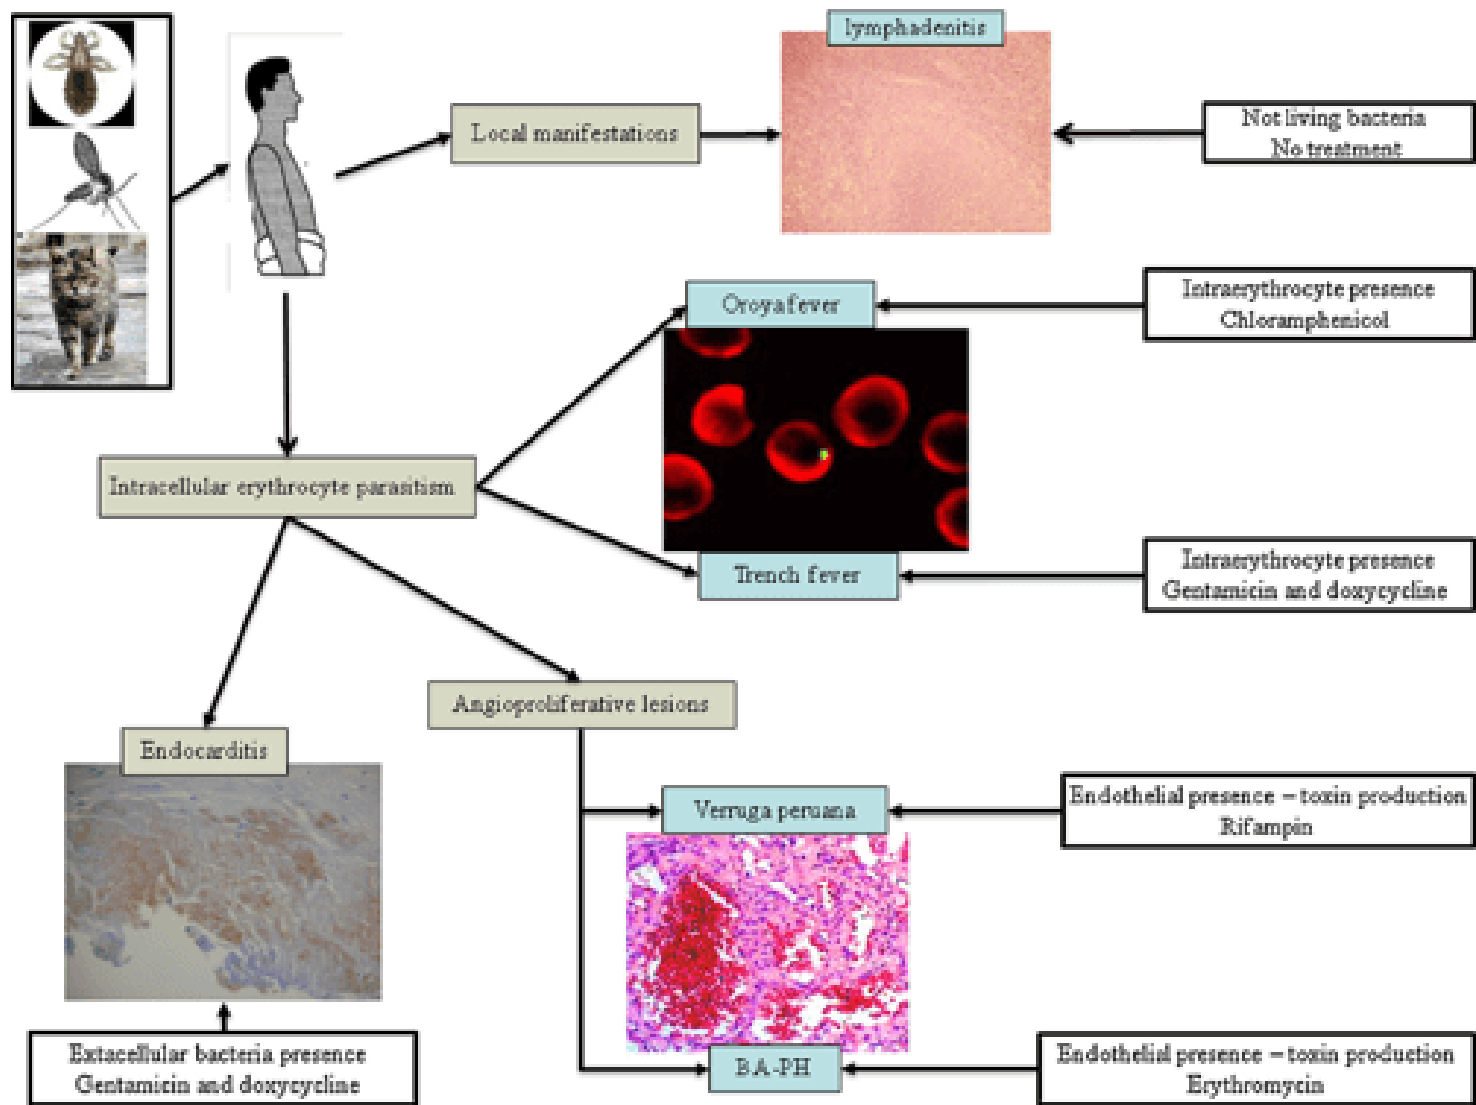 lymphadenitis
Local manifestations
Not living bacteria
No treatment
Oroya fever
Intraerythrocyte presence
Chloramphenicol
Intracellular erythrocyte parasitism
Trench fever
Intraerythrocyte presence
Gentamicin and doxycycline
Angioproliferative lesions
Endocarditis
Verruga peruana
Endothelial presence – toxin production
Rifampin
Extacellular bacteria presence
Gentamicin and doxycycline
BA-PH
Endothelial presence – toxin production
Erythromycin